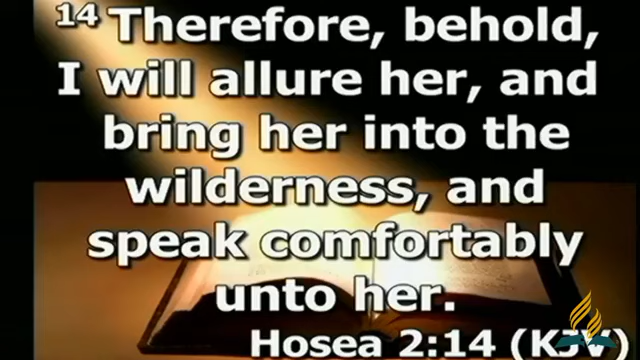 14 Therefore, behold,
I will allure her, and
bring her into the
wilderness, and
speak comfortably
unto her.
Hosea 2:14 (KJV)